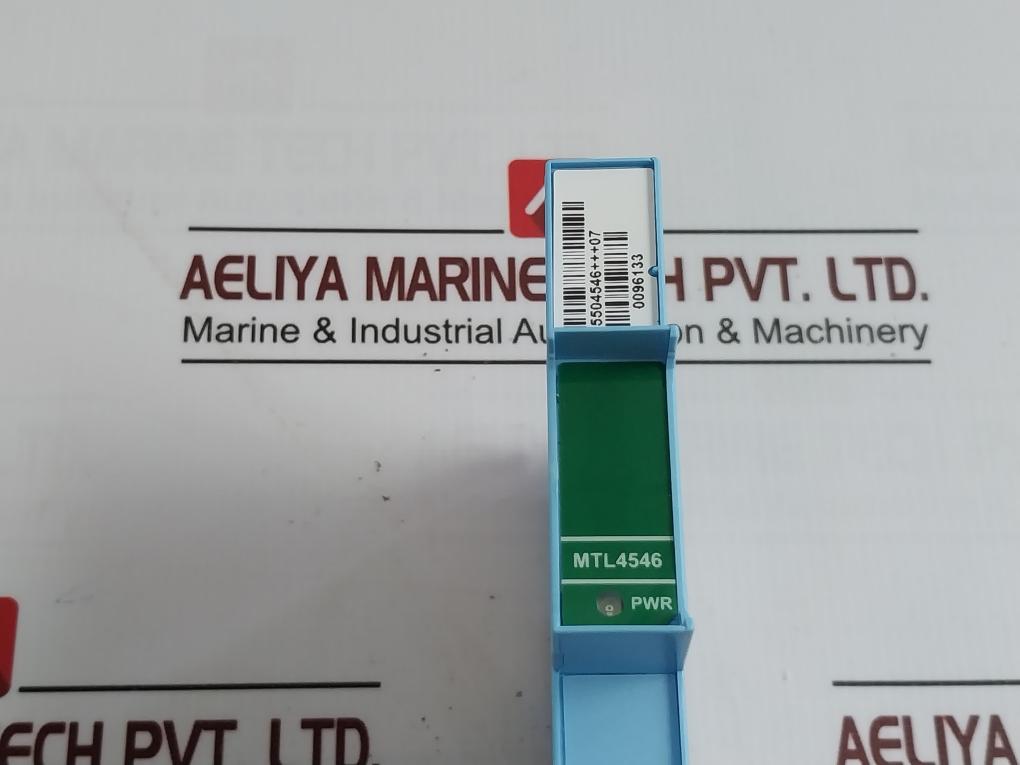 AELIYA MARINE H PVT. LTD.
Marine & Industrial Au on & Machinery
5504546+++07
0096133
MTL4546
PWR
ECH PVT. LTD.
AELIYA